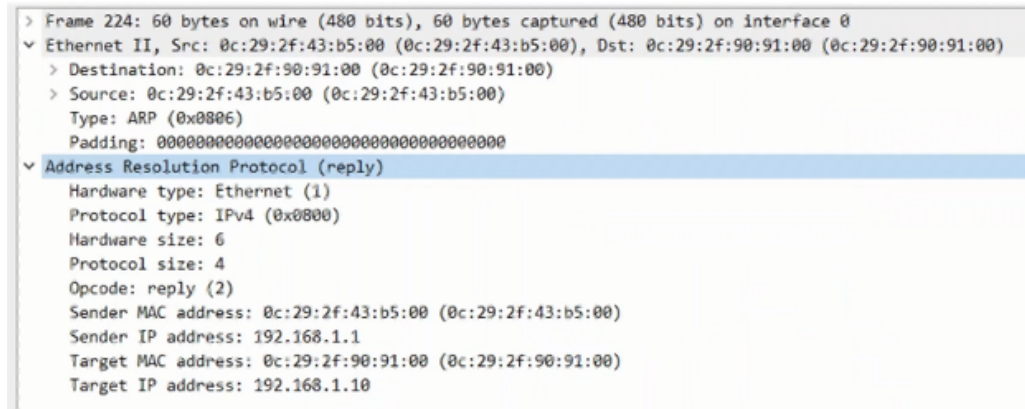 > Frame 224: 60 bytes on wire (480 bits), 60 bytes captured (480 bits) on interface 0
Ethernet II, Src: 0c:29:2f:43:b5:00 (0c:29:2f:43:b5:00), Dst: 0c:29:2f:90:91:00 (0c:29:2f:90:91:00)
> Destination: 0c:29:2f:90:91:00 (0c:29:2f:90:91:00)
> Source: 0c:29:2f:43:b5:00 (0c:29:2f:43:b5:00)
Type: ARP (0x0806)
Padding: 000000000000000000000000000000000000
Address Resolution Protocol (reply)
Hardware type: Ethernet (1)
Protocol type: IPv4 (0x0800)
Hardware size: 6
Protocol size: 4
Opcode: reply (2)
Sender MAC address: 0c:29:2f:43:b5:00 (0c:29:2f:43:b5:00)
Sender IP address: 192.168.1.1
Target MAC address: 0c:29:2f:90:91:00 (0c:29:2f:90:91:00)
Target IP address: 192.168.1.10